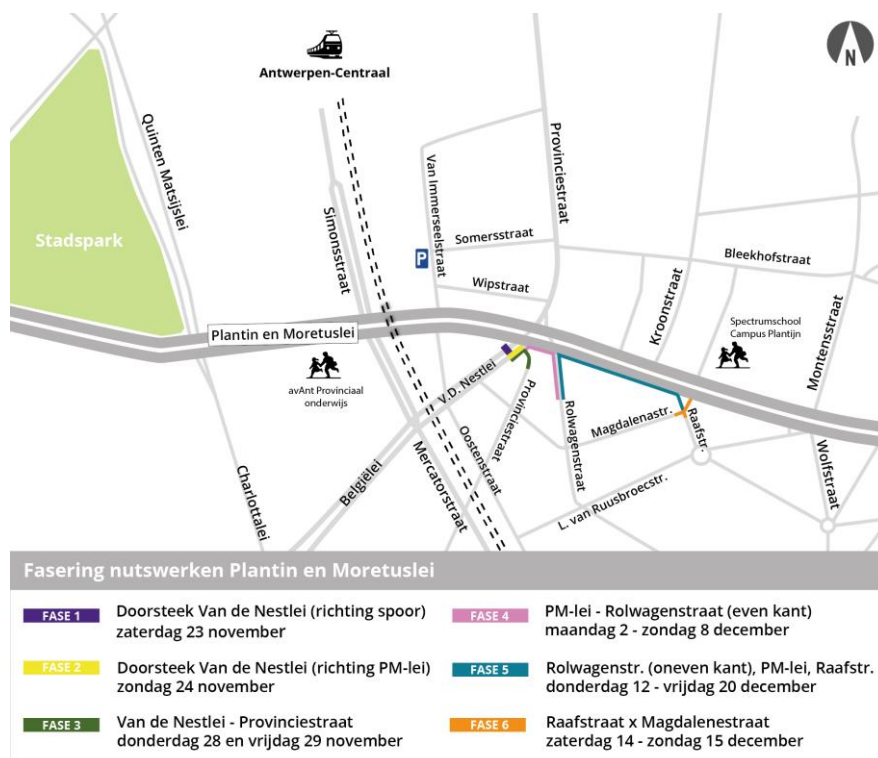 N
Antwerpen-Centraal
Quinten Matsijslei
Stadspark
Simonsstraat
Van Immerseelstraat
Provinciestraat
P
Somersstraat
Wipstraat
Bleekhofstraat
Kroonstraat
Montensstraat
Spectrumschool
Campus Plantijn
Plantin en Moretuslei
avAnt Provinciaal
onderwijs
V.D. Nestlei
Provinciestraat
Rolwagenstraat
Magdalenastr.
Raafstr.
Oostenstraat
Mercatorstraat
Belgiëlei
Charlottalei
L. van Ruusbroecstr.
Wolfstraat
Fasering nutswerken Plantin en Moretuslei
FASE 1 Doorsteek Van de Nestlei (richting spoor)
zaterdag 23 november
FASE 2 Doorsteek Van de Nestlei (richting PM-lei)
zondag 24 november
FASE 3 Van de Nestlei - Provinciestraat
donderdag 28 en vrijdag 29 november
FASE 4 PM-lei - Rolwagenstraat (even kant)
maandag 2 - zondag 8 december
FASE 5 Rolwagenstr. (oneven kant), PM-lei, Raafstr.
donderdag 12 - vrijdag 20 december
FASE 6 Raafstraat x Magdalenestraat
zaterdag 14 - zondag 15 december